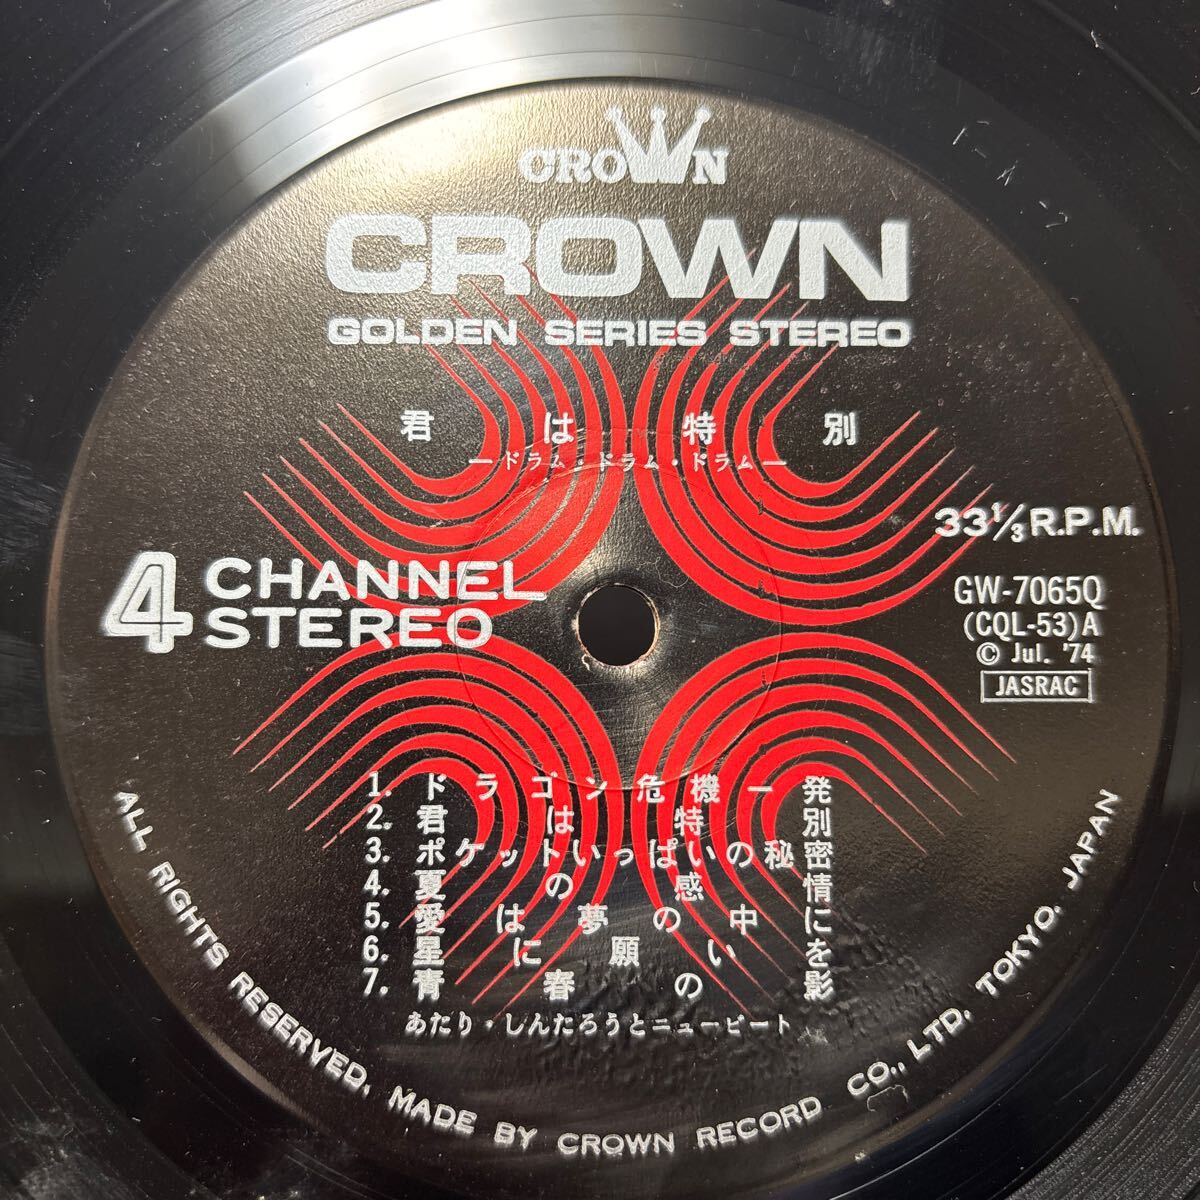 CROWN
CROWN
GOLDEN SERIES STEREO
君は特別
―ドラム・ドラム・ドラム―
33⅓ R.P.M.
4 CHANNEL STEREO
GW-7065Q
(CQL-53)A
© Jul. '74
JASRAC
1. ドラゴン危機一発
2. 君は特別
3. ポケットいっぱいの秘密
4. 夏の感情
5. 愛は夢の中に
6. 星に願いを
7. 青春の影
あたり・しんたろうとニュービート
ALL RIGHTS RESERVED. MADE BY CROWN RECORD CO., LTD. TOKYO. JAPAN